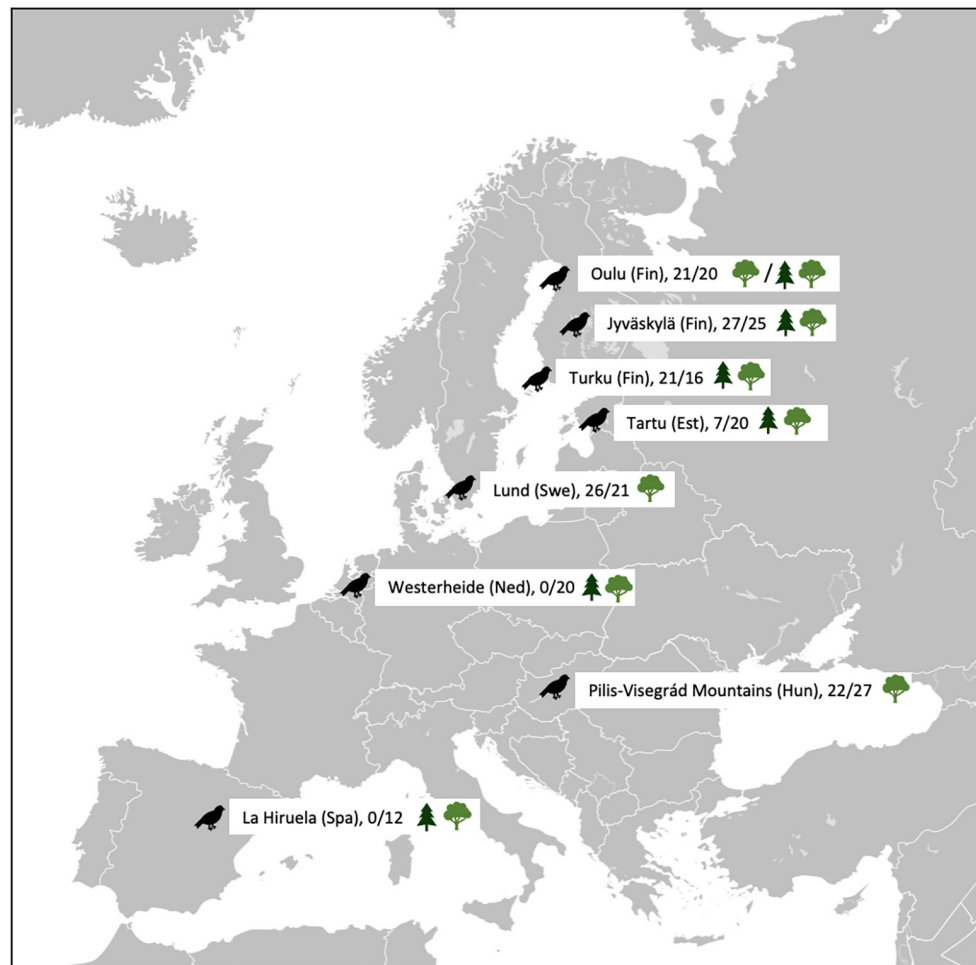 Oulu (Fin), 21/20 /
Jyväskylä (Fin), 27/25
Turku (Fin), 21/16
Tartu (Est), 7/20
Lund (Swe), 26/21
Westerheide (Ned), 0/20
Pilis-Visegrád Mountains (Hun), 22/27
La Hiruela (Spa), 0/12